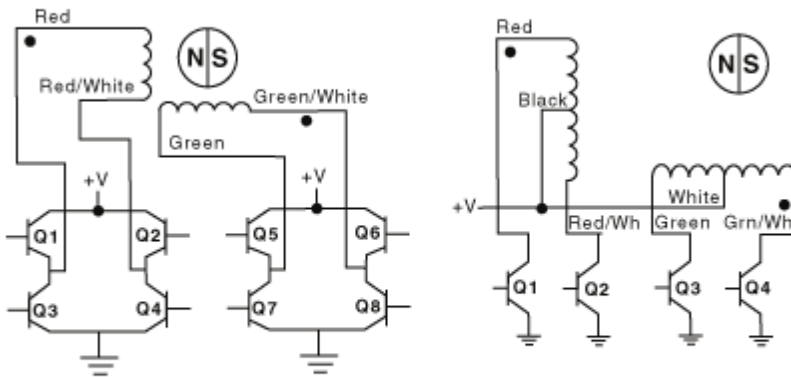 Red
N S
Red/White
Green/White
Green
+V
+V
Q1
Q2
Q5
Q6
Q3
Q4
Q7
Q8
Red
N S
Black
White
+V
Red/Wh
Green
Grn/Wh
Q1
Q2
Q3
Q4